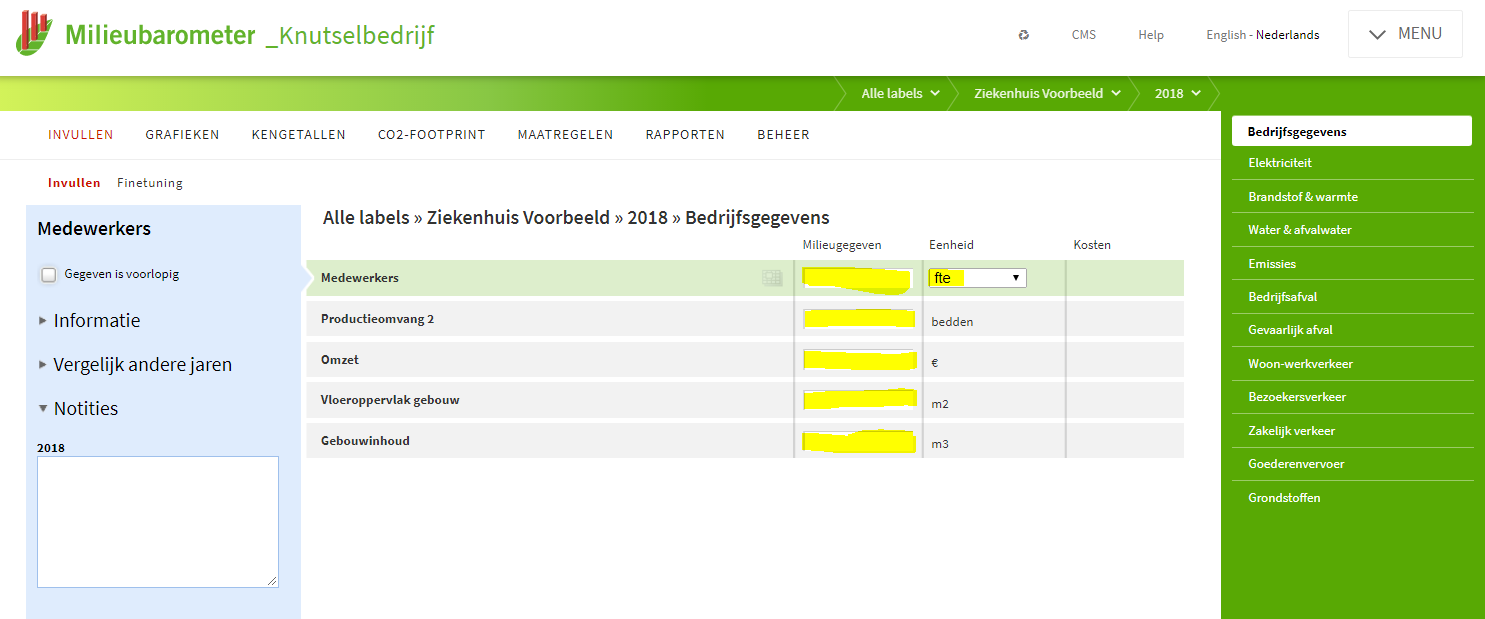 Milieubarometer _Knutselbedrijf
CMS Help English - Nederlands MENU
Alle labels Ziekenhuis Voorbeeld 2018
INVULLEN GRAFIEKEN KENGETALLEN CO2-FOOTPRINT MAATREGELEN RAPPORTEN BEHEER
Invullen Finetuning
Medewerkers
Gegeven is voorlopig
Informatie
Vergelijk andere jaren
Notities
2018
Alle labels » Ziekenhuis Voorbeeld » 2018 » Bedrijfsgegevens
Milieugegeven Eenheid Kosten
Medewerkers fte
Productieomvang 2 bedden
Omzet €
Vloeroppervlak gebouw m2
Gebouwinhoud m3
Bedrijfsgegevens
Elektriciteit
Brandstof & warmte
Water & afvalwater
Emissies
Bedrijfsafval
Gevaarlijk afval
Woon-werkverkeer
Bezoekersverkeer
Zakelijk verkeer
Goederenvervoer
Grondstoffen